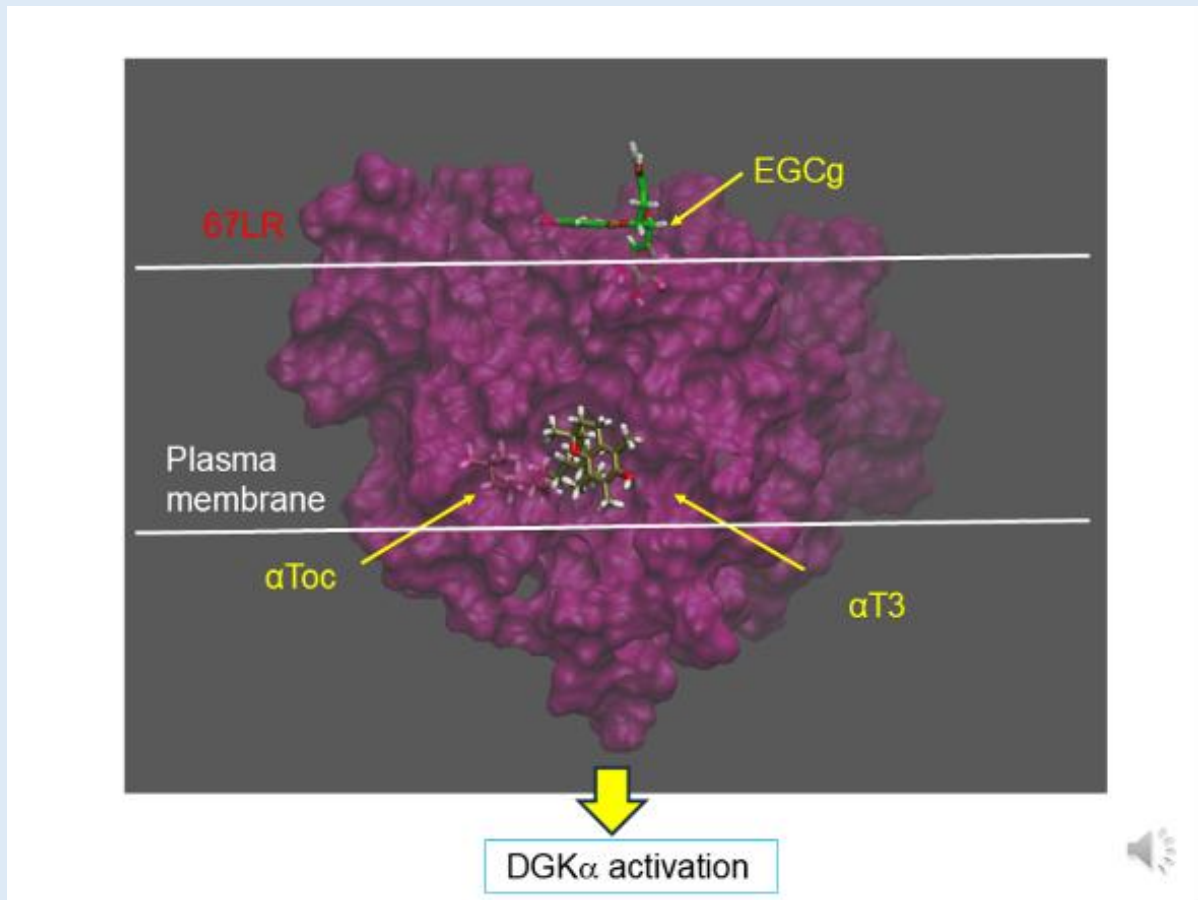 EGCg
67LR
Plasma
membrane
αToc
αT3
DGKα activation